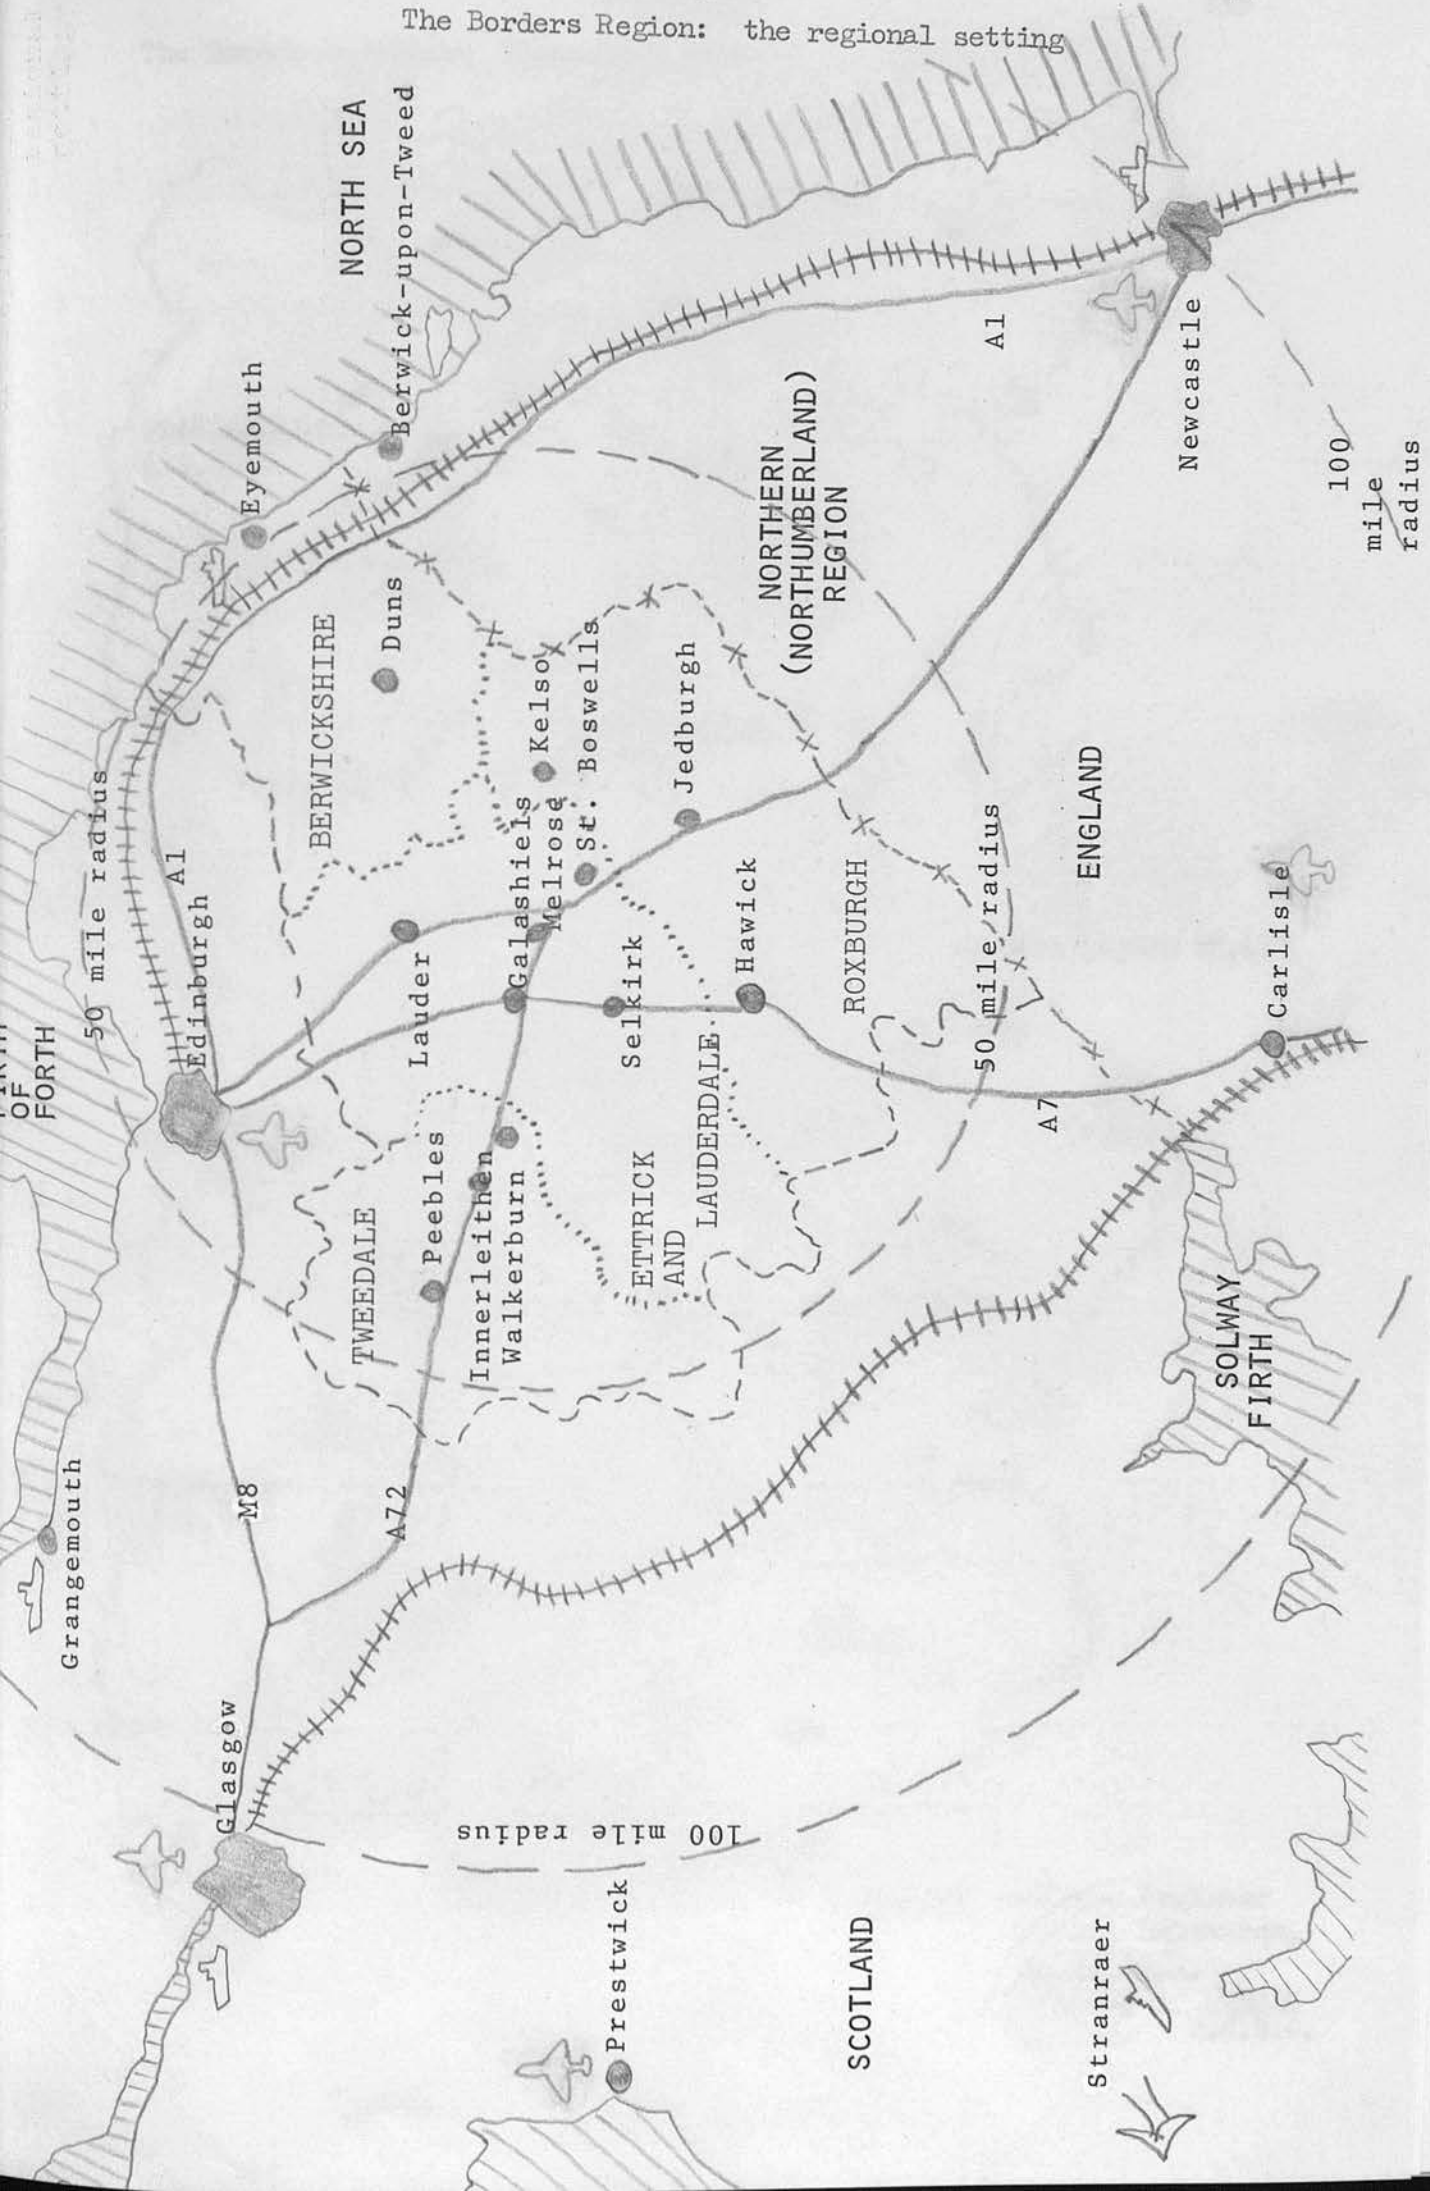 The Borders Region: the regional setting
NORTH SEA
Berwick-upon-Tweed
Eyemouth
Duns
BERWICKSHIRE
50 mile radius
A1
Edinburgh
OF
FORTH
Lauder
Galashiels
Melrose
Kelso
St. Boswells
Jedburgh
Selkirk
Hawick
ROXBURGH
NORTHERN
(NORTHUMBERLAND)
REGION
A1
Newcastle
100
mile
radius
ENGLAND
50 mile radius
Carlisle
A7
TWEEDALE
Peebles
Innerleithen
Walkerburn
ETTRICK
AND
LAUDERDALE
SOLWAY
FIRTH
Grangemouth
M8
A72
Glasgow
100 mile radius
Prestwick
SCOTLAND
Stranraer